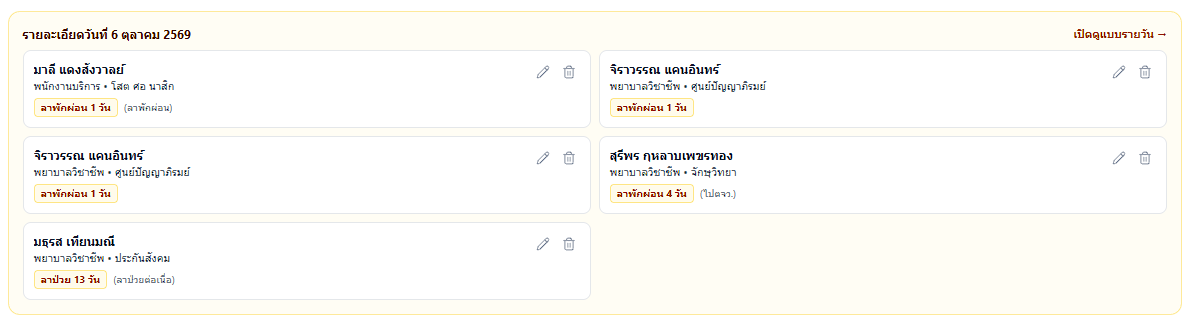 รายละเอียดวันที่ 6 ตุลาคม 2569
เปิดดูแบบรายวัน →
มาลี แดงสังวาลย์
พนักงานบริการ • โสต ศอ นาสิก
ลาพักผ่อน 1 วัน (ลาพักผ่อน)
จิราวรรณ แคนอินทร์
พยาบาลวิชาชีพ • ศูนย์ปัญญาภิรมย์
ลาพักผ่อน 1 วัน
จิราวรรณ แคนอินทร์
พยาบาลวิชาชีพ • ศูนย์ปัญญาภิรมย์
ลาพักผ่อน 1 วัน
สุรีพร กุหลาบเพชรทอง
พยาบาลวิชาชีพ • จักษุวิทยา
ลาพักผ่อน 4 วัน (ไปตจว.)
มธุรส เทียนมณี
พยาบาลวิชาชีพ • ประกันสังคม
ลาป่วย 13 วัน (ลาป่วยต่อเนื่อ)